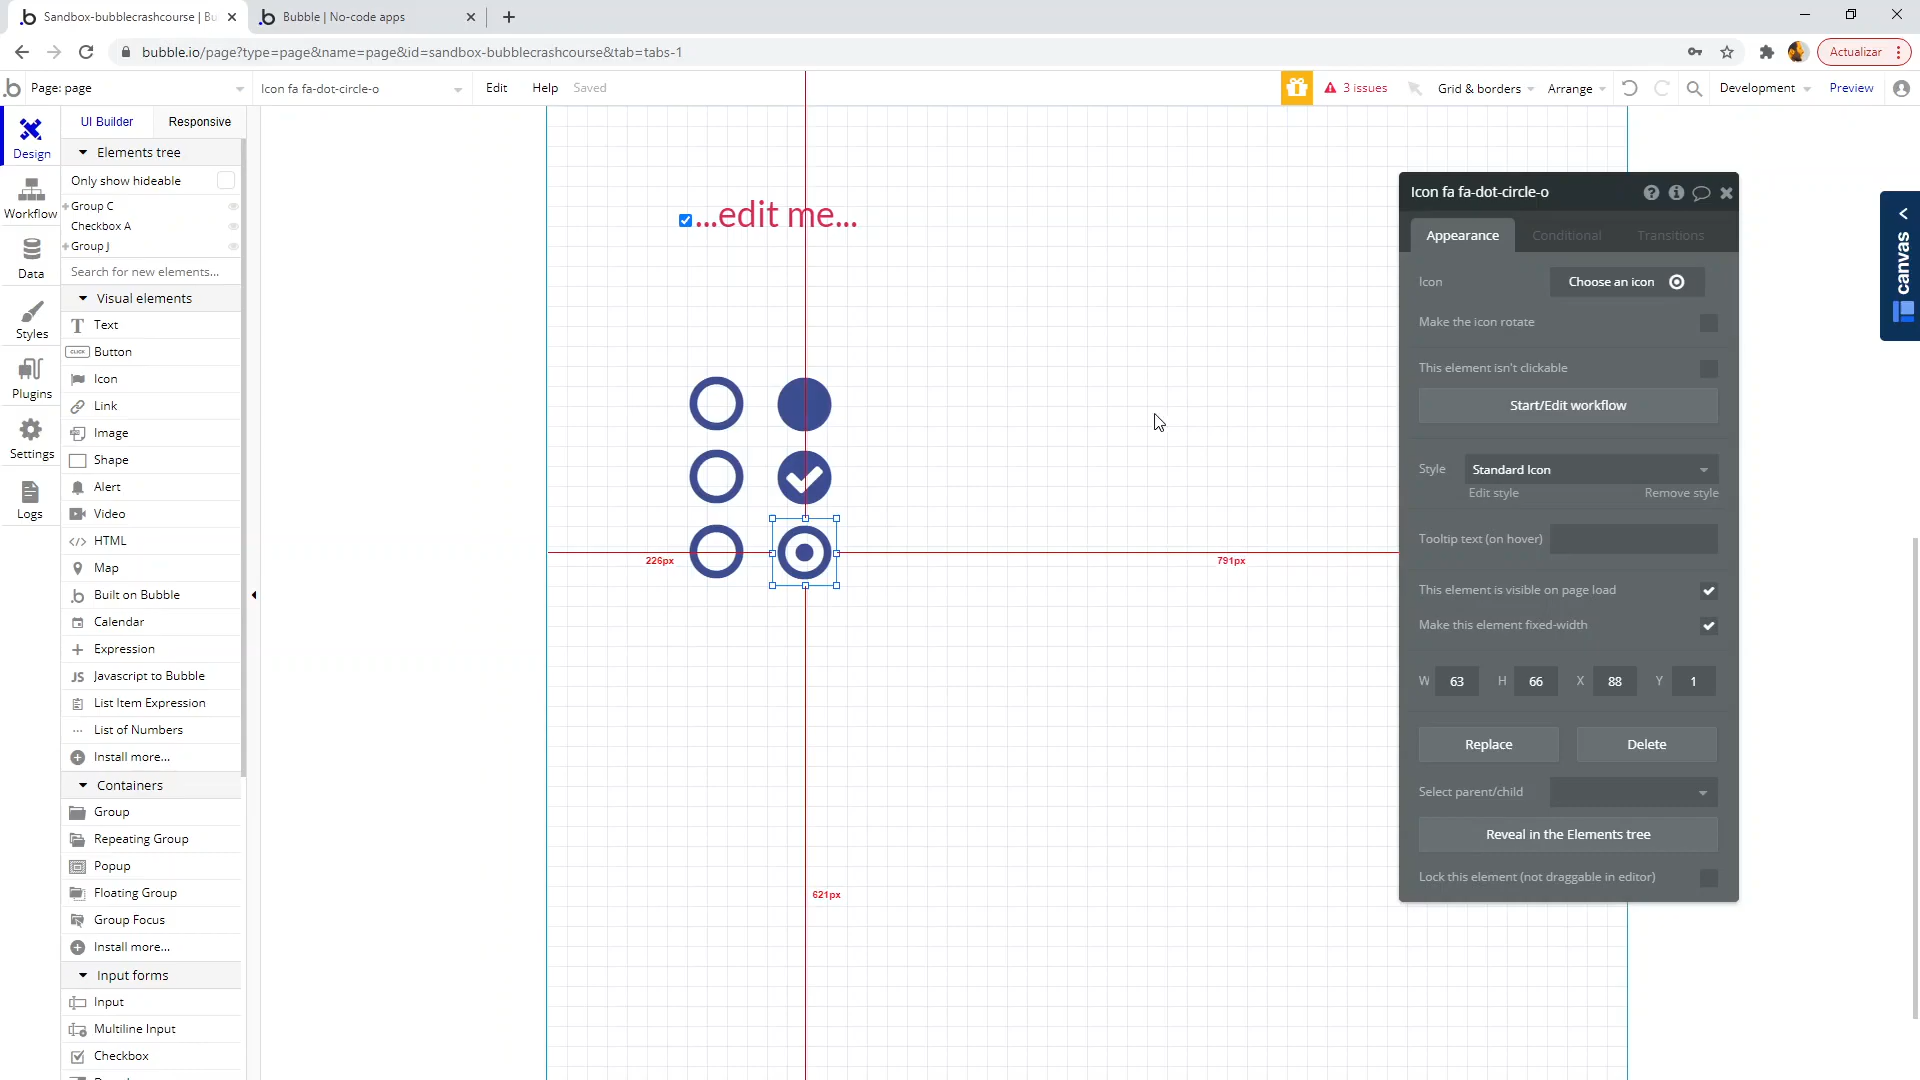 Sandbox-bubblecrashcourse | Bu
Bubble | No-code apps
bubble.io/page?type=page&name=page&id=sandbox-bubblecrashcourse&tab=tabs-1
Actualizar
Page: page
Icon fa fa-dot-circle-o
Edit
Help
Saved
3 issues
Grid & borders
Arrange
Development
Preview
Design
Workflow
Data
Styles
Plugins
Settings
Logs
UI Builder
Responsive
Elements tree
Only show hideable
Group C
Checkbox A
Group J
Search for new elements...
Visual elements
Text
CLICK
Button
Icon
Link
Image
Shape
Alert
Video
HTML
Map
Built on Bubble
Calendar
Expression
JS
Javascript to Bubble
List Item Expression
List of Numbers
Install more...
Containers
Group
Repeating Group
Popup
Floating Group
Group Focus
Install more...
Input forms
Input
Multiline Input
Checkbox
...edit me...
226px
791px
621px
Icon fa fa-dot-circle-o
Appearance
Conditional
Transitions
Icon
Choose an icon
Make the icon rotate
This element isn't clickable
Start/Edit workflow
Style
Standard Icon
Edit style
Remove style
Tooltip text (on hover)
This element is visible on page load
Make this element fixed-width
W 63 H 66 X 88 Y 1
Replace
Delete
Select parent/child
Reveal in the Elements tree
Lock this element (not draggable in editor)
canvas